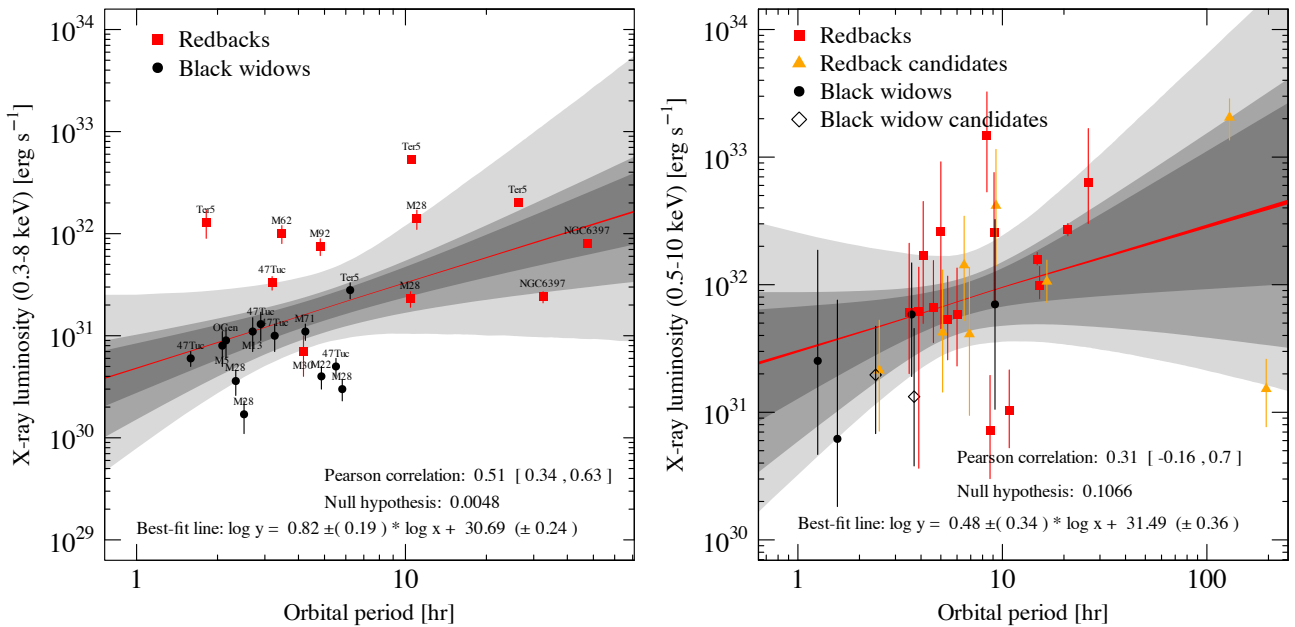 10^34
10^33
10^32
10^31
10^30
10^29
X-ray luminosity (0.3-8 keV) [erg s^−1]
Redbacks
Black widows
Ter5
Ter5
M28
Ter5
M62
M92
NGC6397
47Tuc
Ter5
M28
NGC6397
47Tuc
OGen
47Tuc
M71
M13
47Tuc
M5
M30
M22
47Tuc
M28
M28
M28
Pearson correlation: 0.51 [ 0.34 , 0.63 ]
Null hypothesis: 0.0048
Best-fit line: log y = 0.82 ±( 0.19 ) * log x + 30.69 (± 0.24 )
1
10
Orbital period [hr]
10^34
10^33
10^32
10^31
10^30
X-ray luminosity (0.5-10 keV) [erg s^−1]
Redbacks
Redback candidates
Black widows
Black widow candidates
Pearson correlation: 0.31 [ -0.16 , 0.7 ]
Null hypothesis: 0.1066
Best-fit line: log y = 0.48 ±( 0.34 ) * log x + 31.49 (± 0.36 )
1
10
100
Orbital period [hr]